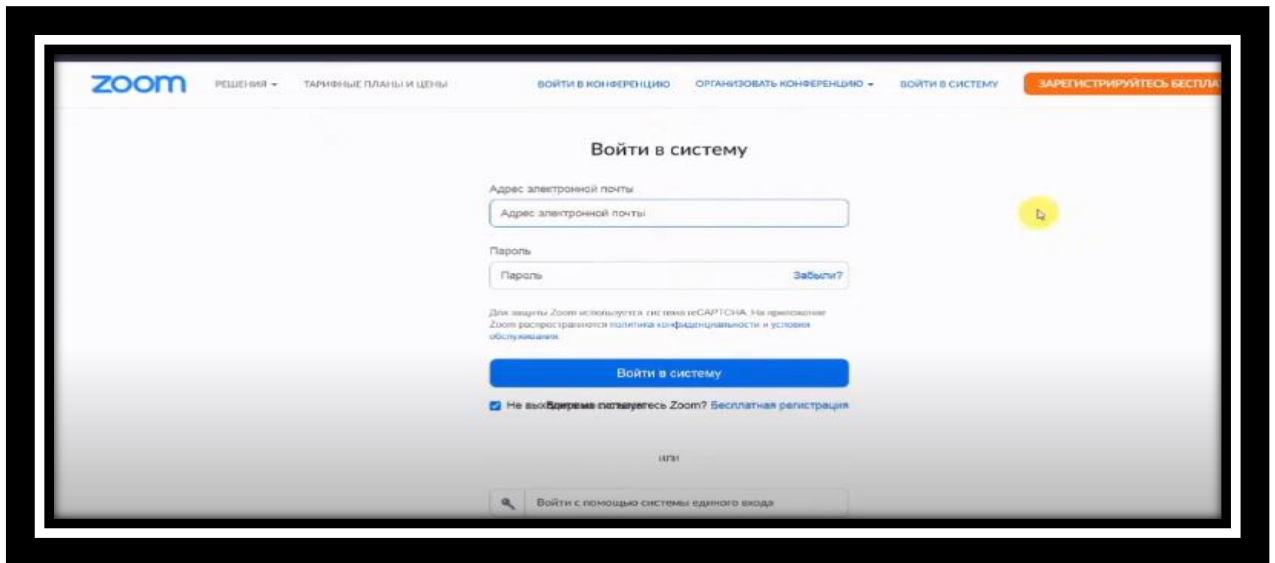 zoom РЕШЕНИЯ ТАРИФНЫЕ ПЛАНЫ И ЦЕНЫ ВОЙТИ В КОНФЕРЕНЦИЮ ОРГАНИЗОВАТЬ КОНФЕРЕНЦИЮ ВОЙТИ В СИСТЕМУ ЗАРЕГИСТРИРУЙТЕСЬ БЕСПЛА
Войти в систему
Адрес электронной почты
Адрес электронной почты
Пароль
Пароль Забыли?
Для защиты Zoom используется система reCAPTCHA. На приложение
Zoom распространяются политика конфиденциальности и условия
обслуживания
Войти в систему
Не Zoom? Бесплатная регистрация
или
Войти с помощью системы единого входа